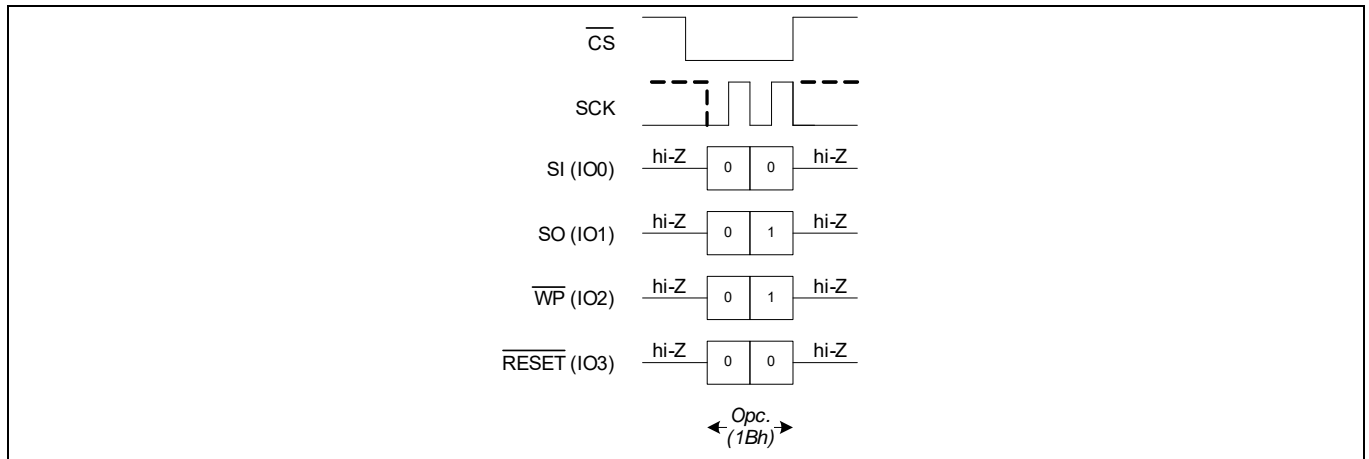 CS
SCK
SI (IO0) hi-Z 0 0 hi-Z
SO (IO1) hi-Z 0 1 hi-Z
WP (IO2) hi-Z 0 1 hi-Z
RESET (IO3) hi-Z 0 0 hi-Z
Opc.
(1Bh)